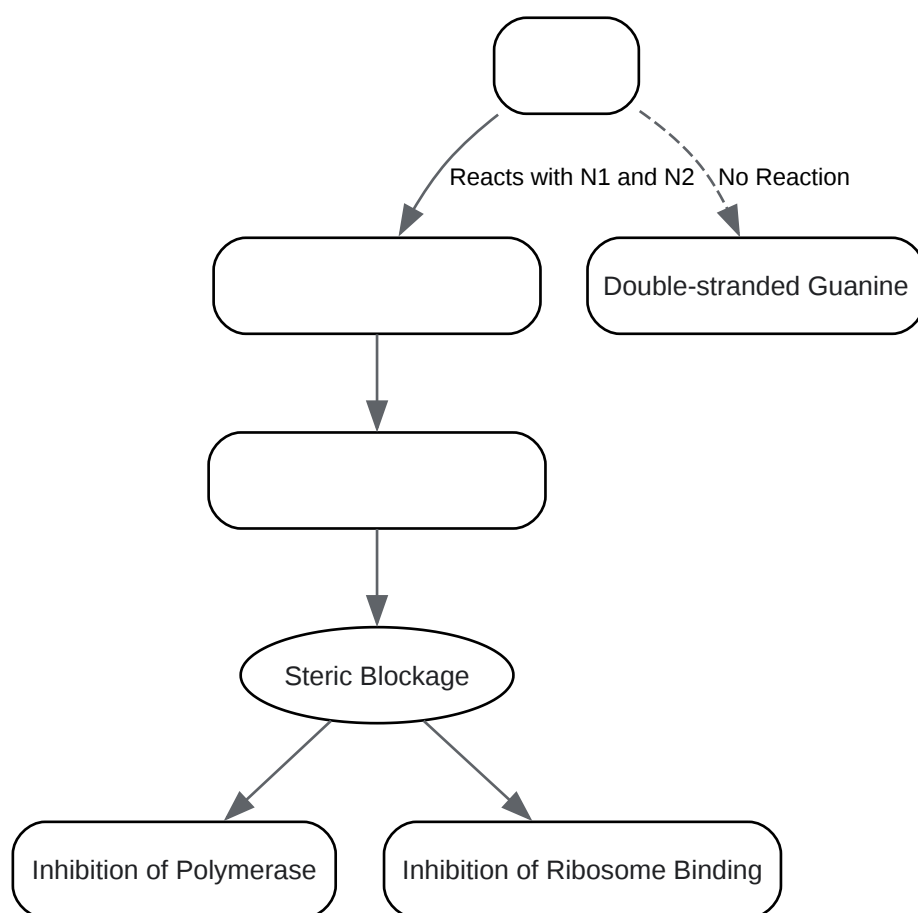 Reacts with N1 and N2
No Reaction
Double-stranded Guanine
Steric Blockage
Inhibition of Polymerase
Inhibition of Ribosome Binding